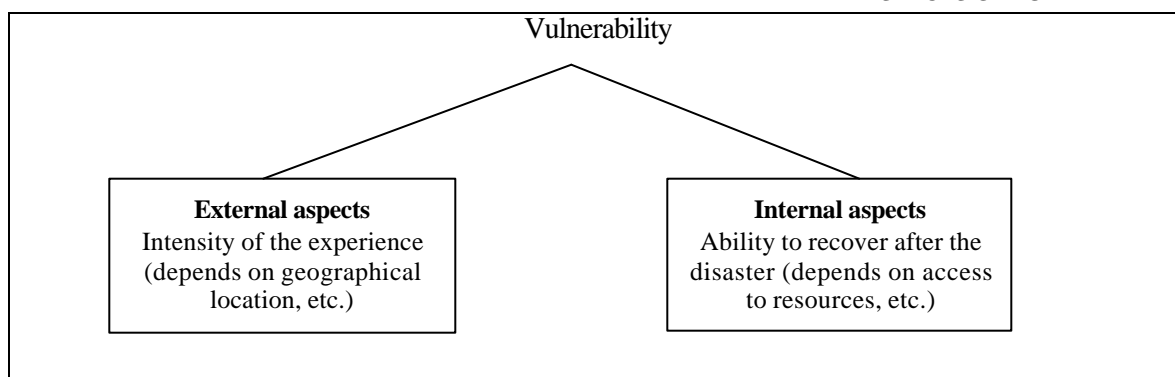 Vulnerability
External aspects
Intensity of the experience
(depends on geographical
location, etc.)
Internal aspects
Ability to recover after the
disaster (depends on access
to resources, etc.)